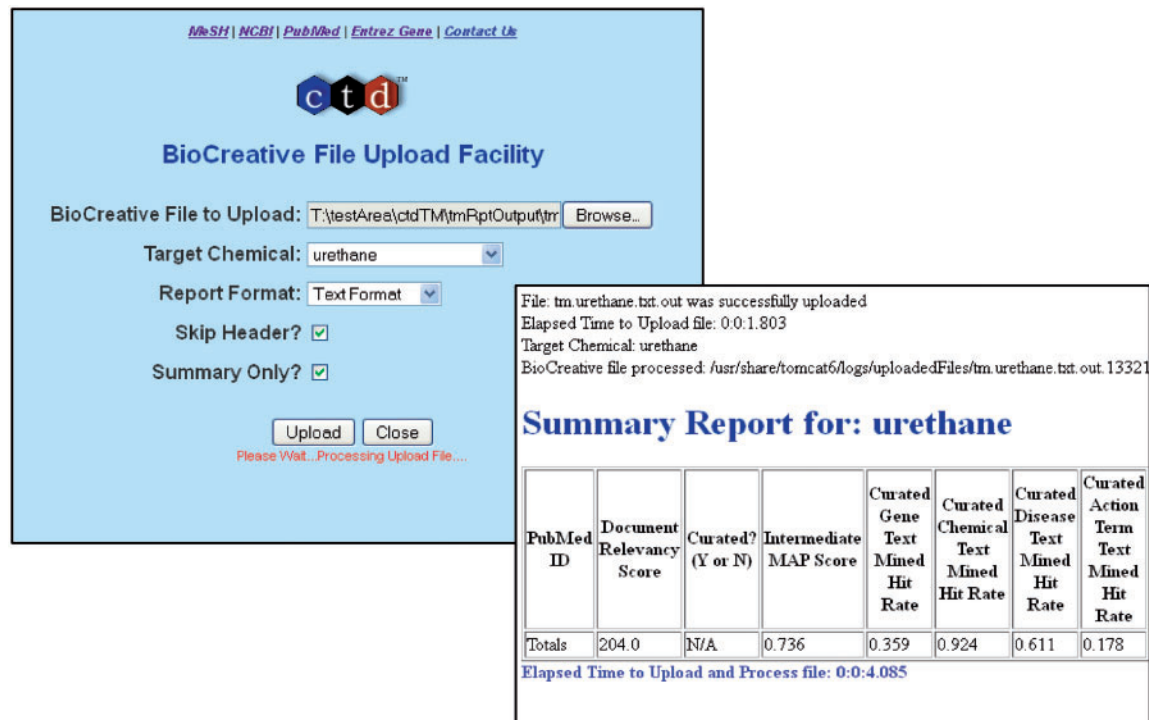 MeSH | NCBI | PubMed | Entrez Gene | Contact Us
ctd™
BioCreative File Upload Facility
BioCreative File to Upload: T:\testArea\ctdTM\tmRptOutput\tm Browse...
Target Chemical: urethane
Report Format: Text Format
Skip Header?
Summary Only?
Upload Close
Please Wait...Processing Upload File....
File: tm.urethane.txt.out was successfully uploaded
Elapsed Time to Upload file: 0:0:1.803
Target Chemical: urethane
BioCreative file processed: /usr/share/tomcat6/logs/uploadedFiles/tm.urethane.txt.out.13321
Summary Report for: urethane
PubMed ID Document Relevancy Score Curated? (Y or N) Intermediate MAP Score Curated Gene Text Mined Hit Rate Curated Chemical Text Mined Hit Rate Curated Disease Text Mined Hit Rate Curated Action Term Text Mined Hit Rate
Totals 204.0 N/A 0.736 0.359 0.924 0.611 0.178
Elapsed Time to Upload and Process file: 0:0:4.085